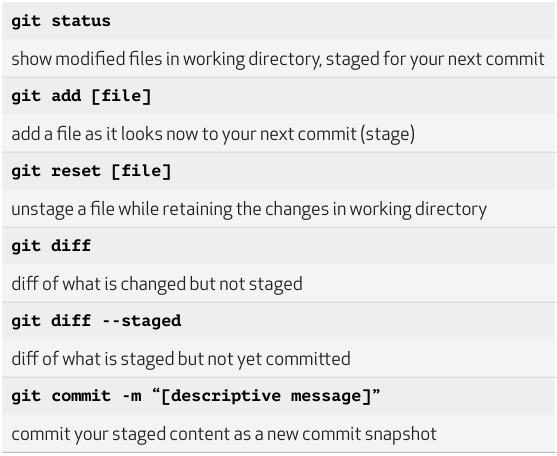 git status
show modified files in working directory, staged for your next commit
git add [file]
add a file as it looks now to your next commit (stage)
git reset [file]
unstage a file while retaining the changes in working directory
git diff
diff of what is changed but not staged
git diff --staged
diff of what is staged but not yet committed
git commit -m “[descriptive message]”
commit your staged content as a new commit snapshot